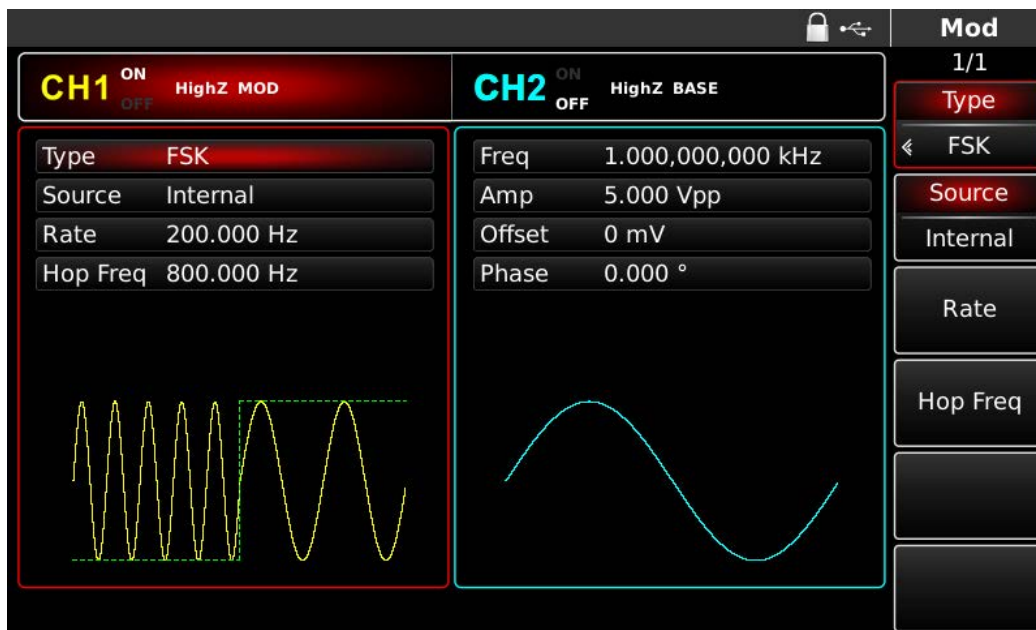 Mod
1/1
CH1 ON OFF HighZ MOD
CH2 ON OFF HighZ BASE
Type FSK
Source Internal
Rate 200.000 Hz
Hop Freq 800.000 Hz
Freq 1.000,000,000 kHz
Amp 5.000 Vpp
Offset 0 mV
Phase 0.000 °
Type
FSK
Source
Internal
Rate
Hop Freq